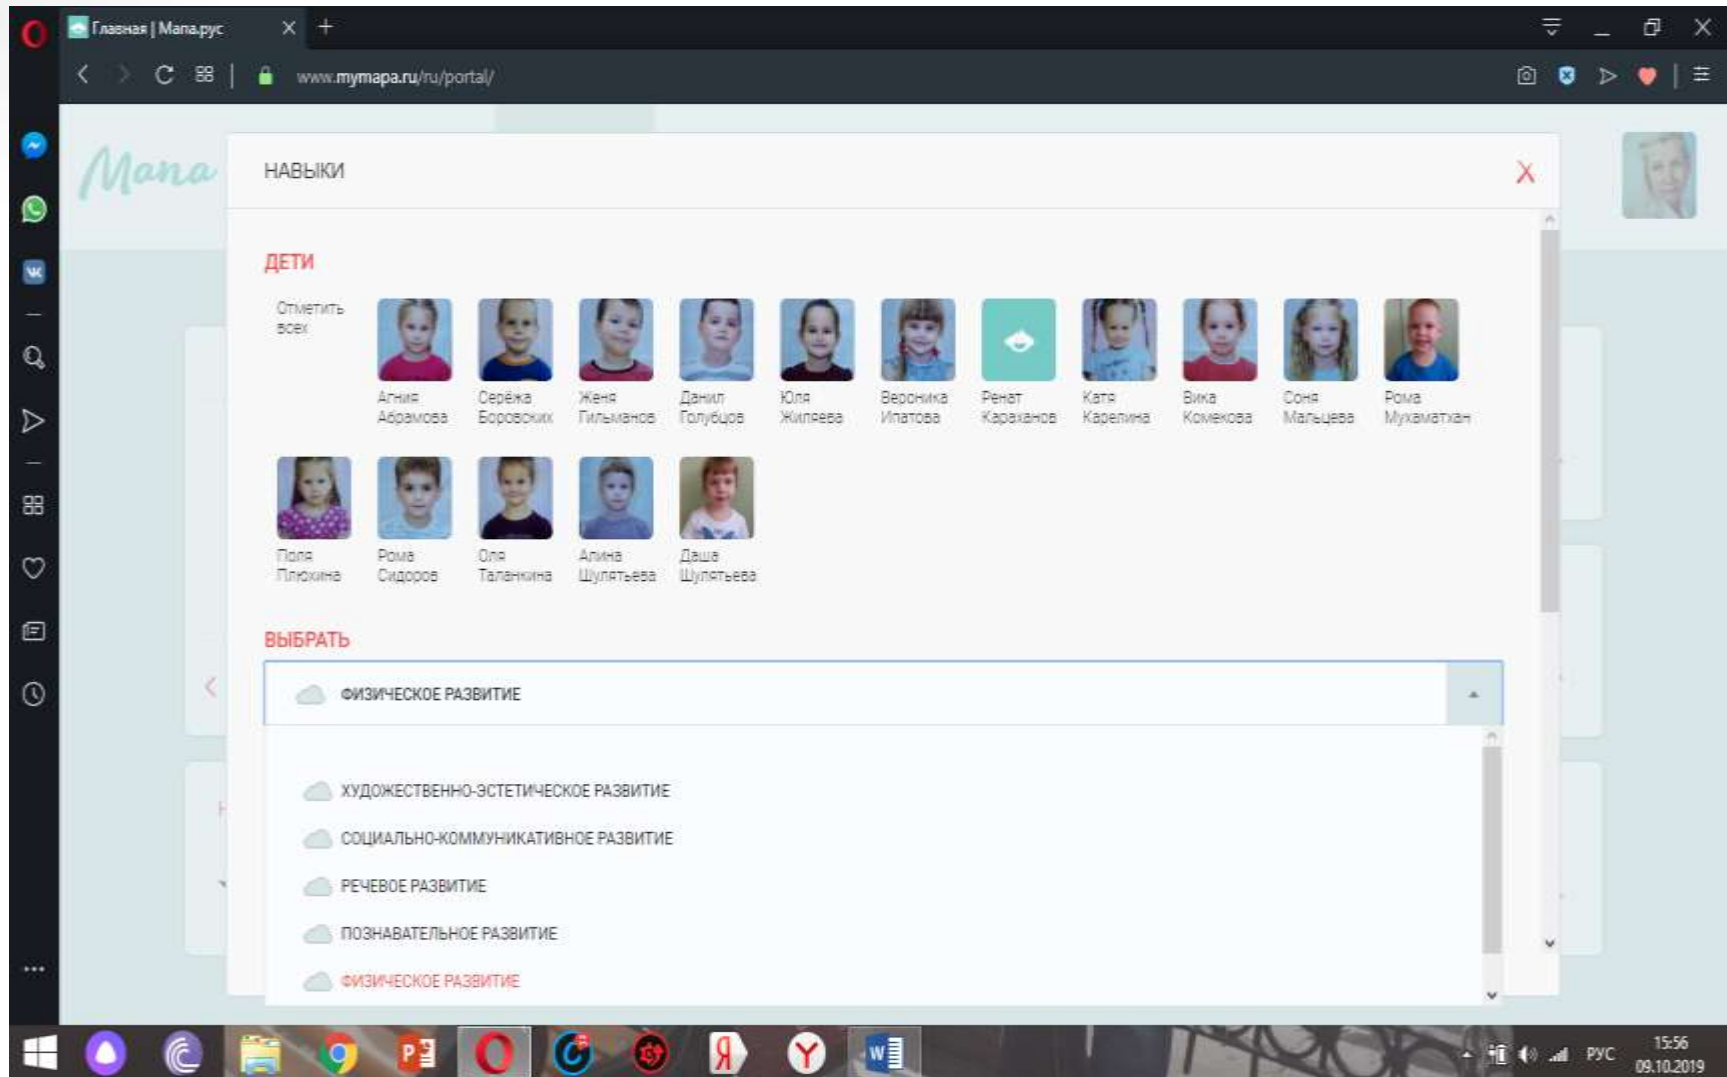 Главная | Мапа.рус
www.mymapa.ru/ru/portal/
Мапа
НАВЫКИ
ДЕТИ
Отметить
всех
Агния
Абрамова
Серёжа
Боровских
Женя
Гильманов
Данил
Голубцов
Юля
Жиляева
Вероника
Ипатова
Ренат
Караханов
Катя
Карелина
Вика
Комекова
Соня
Мальцева
Рома
Мухаматхан
Поля
Плюхина
Рома
Сидоров
Оля
Таланкина
Алина
Шулятьева
Даша
Шулятьева
ВЫБРАТЬ
ФИЗИЧЕСКОЕ РАЗВИТИЕ
ХУДОЖЕСТВЕННО-ЭСТЕТИЧЕСКОЕ РАЗВИТИЕ
СОЦИАЛЬНО-КОММУНИКАТИВНОЕ РАЗВИТИЕ
РЕЧЕВОЕ РАЗВИТИЕ
ПОЗНАВАТЕЛЬНОЕ РАЗВИТИЕ
ФИЗИЧЕСКОЕ РАЗВИТИЕ
РУС
15:56
09.10.2019